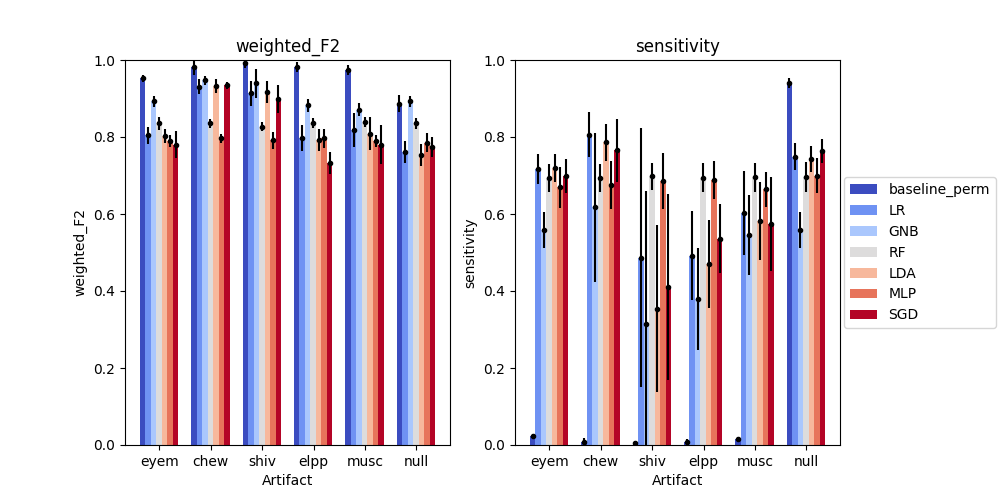 weighted_F2
1.0
0.8
0.6
0.4
0.2
0.0
weighted_F2
eyem chew shiv elpp musc null
Artifact
sensitivity
1.0
0.8
0.6
0.4
0.2
0.0
sensitivity
eyem chew shiv elpp musc null
Artifact
baseline_perm
LR
GNB
RF
LDA
MLP
SGD